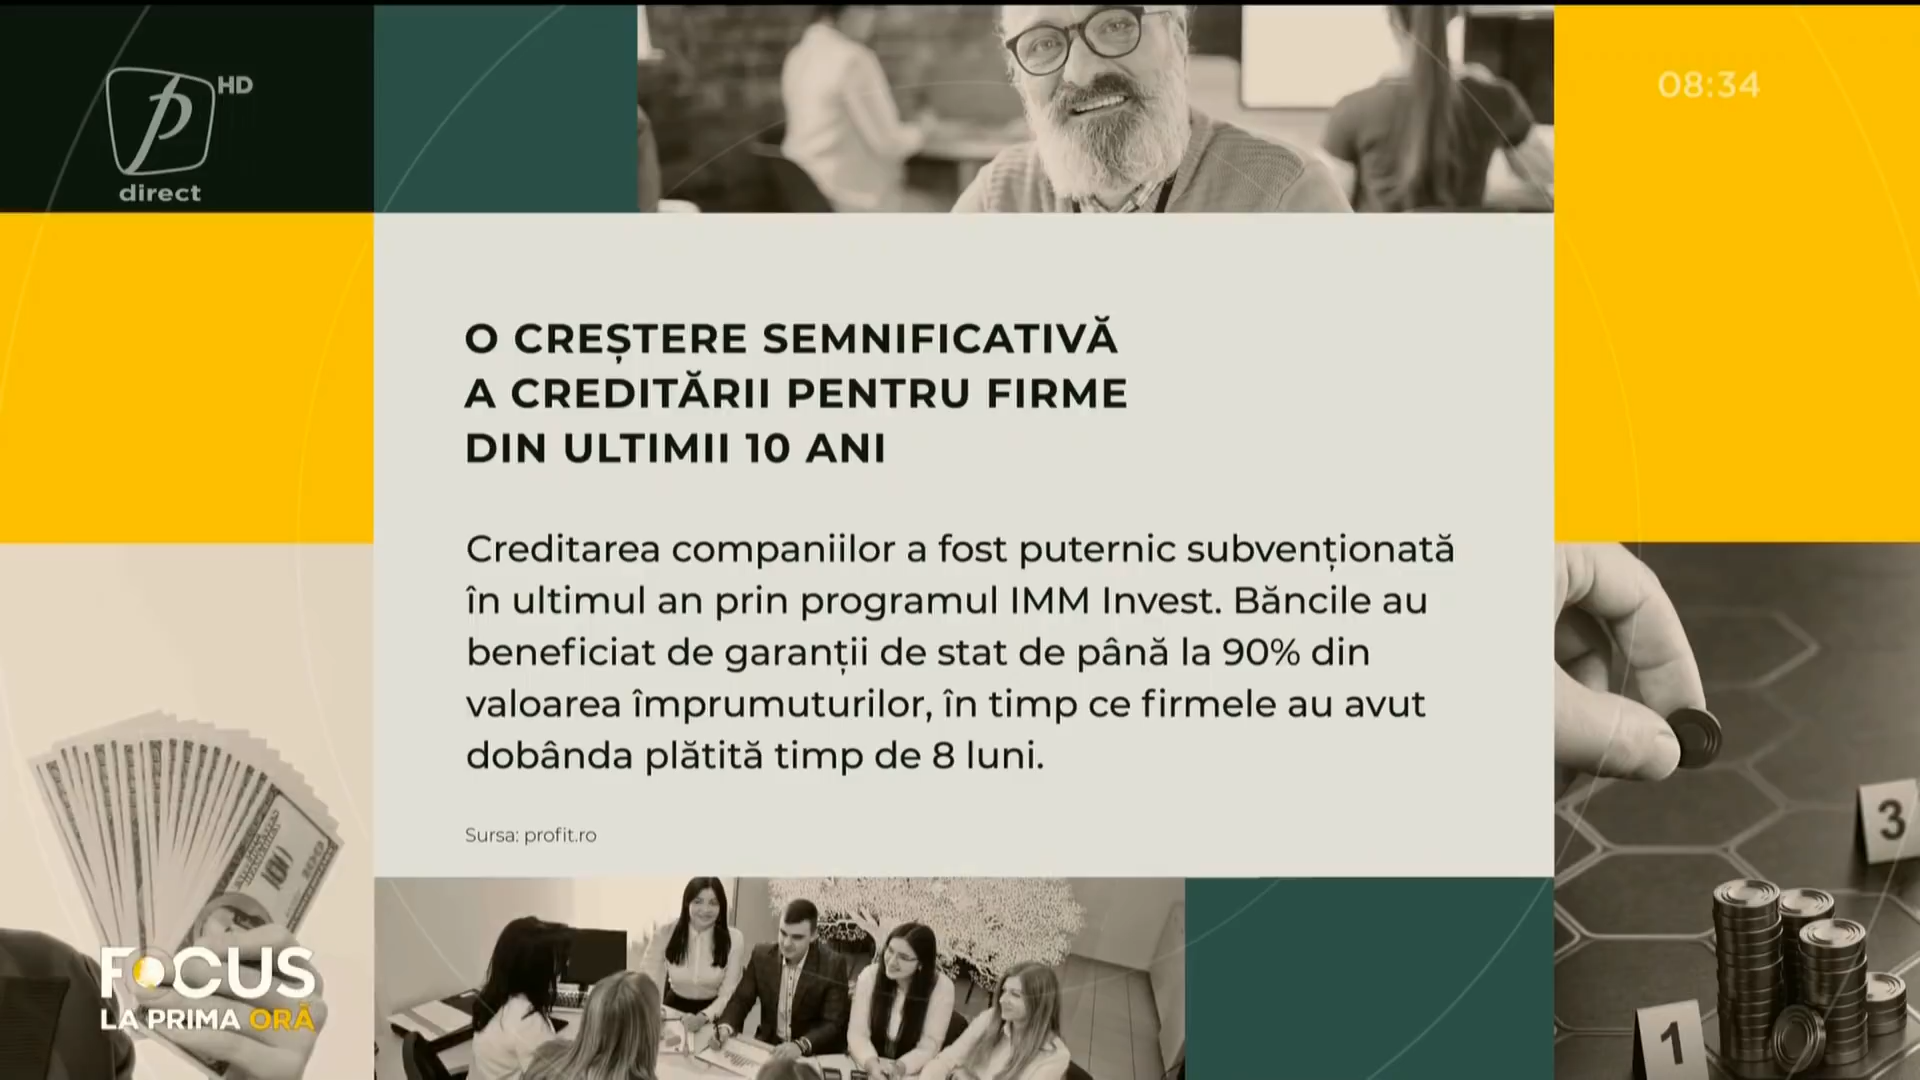 HD
direct
08:34
O CREȘTERE SEMNIFICATIVĂ
A CREDITĂRII PENTRU FIRME
DIN ULTIMII 10 ANI
Creditarea companiilor a fost puternic subvenționată
în ultimul an prin programul IMM Invest. Băncile au
beneficiat de garanții de stat de până la 90% din
valoarea împrumuturilor, în timp ce firmele au avut
dobânda plătită timp de 8 luni.
Sursa: profit.ro
FOCUS
LA PRIMA ORĂ
100
3
1